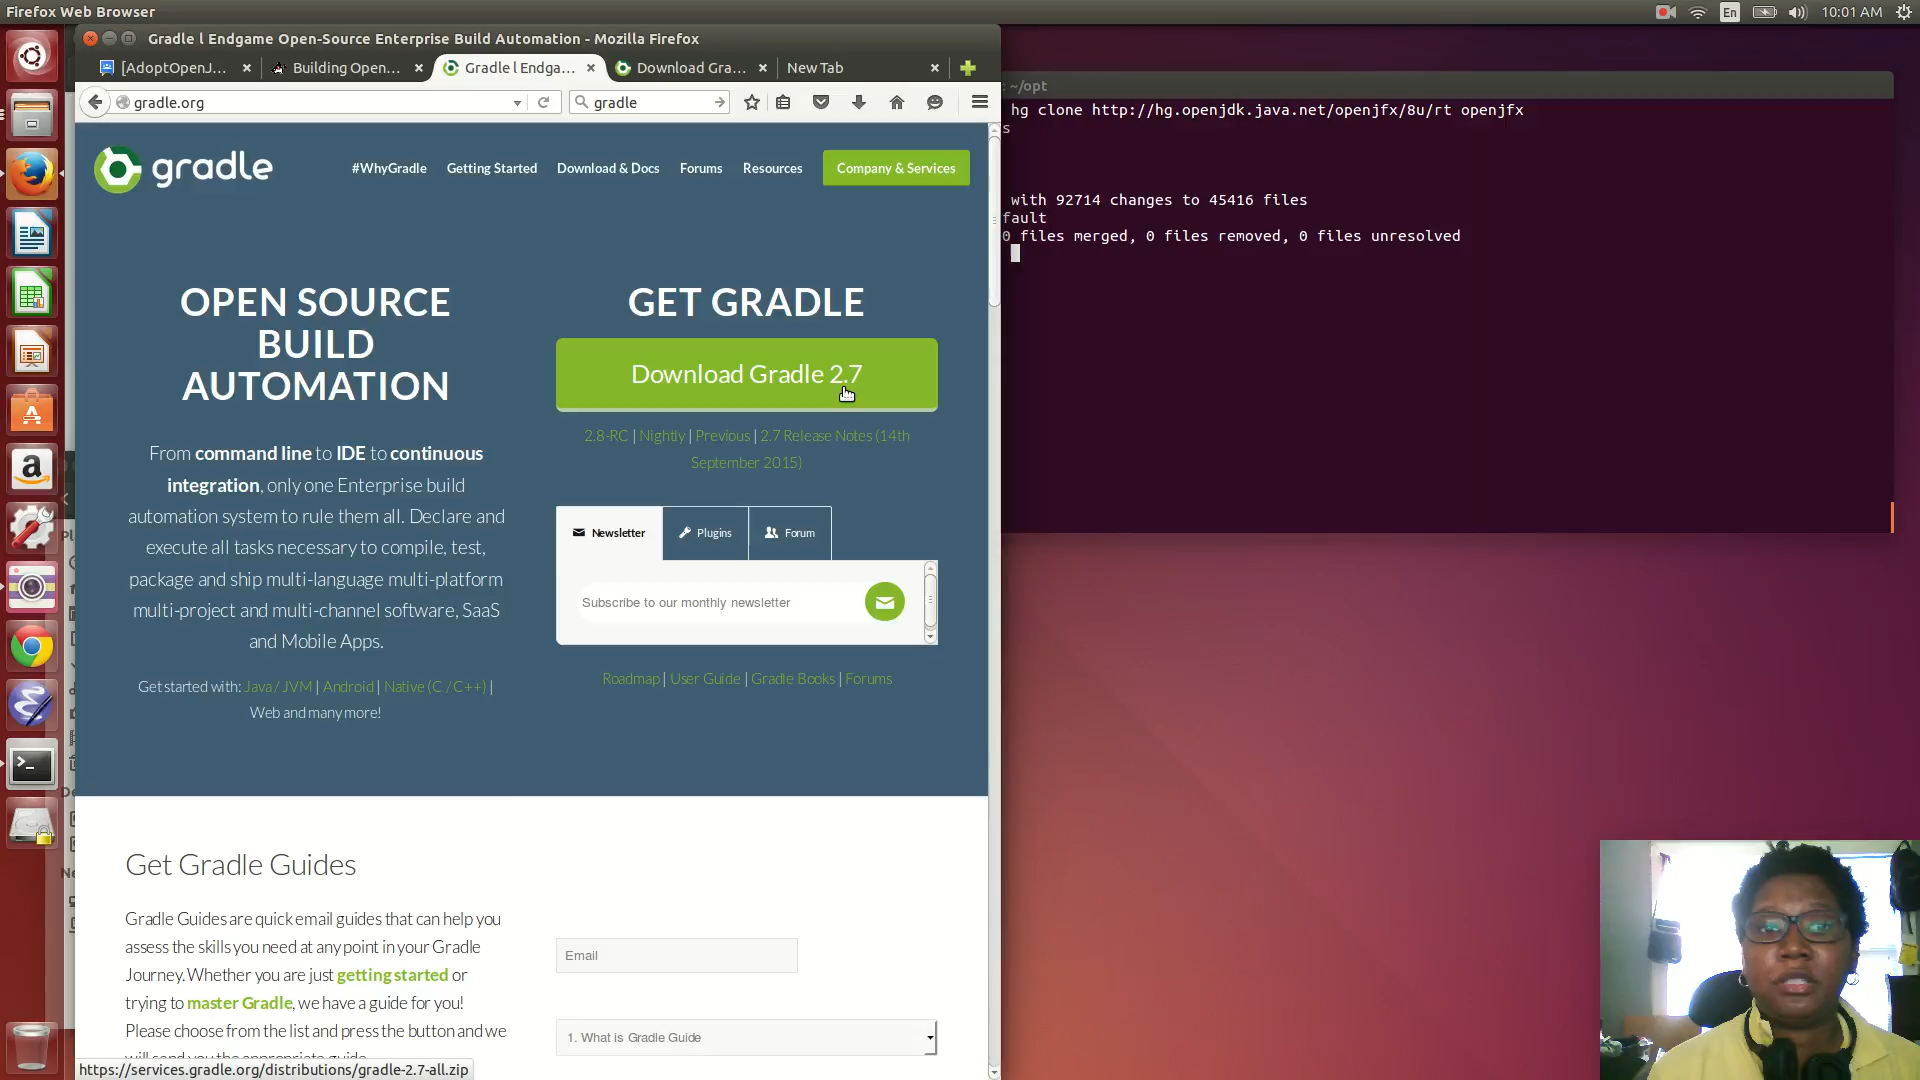 Firefox Web Browser
En
10:01 AM
Gradle l Endgame Open-Source Enterprise Build Automation - Mozilla Firefox
[AdoptOpenJ...
Building Open...
Gradle l Endga...
Download Gra...
New Tab
gradle.org
gradle
gradle
#WhyGradle
Getting Started
Download & Docs
Forums
Resources
Company & Services
OPEN SOURCE
BUILD
AUTOMATION
From command line to IDE to continuous
integration, only one Enterprise build
automation system to rule them all. Declare and
execute all tasks necessary to compile, test,
package and ship multi-language multi-platform
multi-project and multi-channel software, SaaS
and Mobile Apps.
Get started with: Java / JVM | Android | Native (C / C++) |
Web and many more!
GET GRADLE
Download Gradle 2.7
2.8-RC | Nightly | Previous | 2.7 Release Notes (14th
September 2015)
Newsletter
Plugins
Forum
Subscribe to our monthly newsletter
Roadmap | User Guide | Gradle Books | Forums
Get Gradle Guides
Gradle Guides are quick email guides that can help you
assess the skills you need at any point in your Gradle
Journey. Whether you are just getting started or
trying to master Gradle, we have a guide for you!
Please choose from the list and press the button and we
will send you the appropriate guide.
Email
1. What is Gradle Guide
https://services.gradle.org/distributions/gradle-2.7-all.zip
: ~/opt
hg clone http://hg.openjdk.java.net/openjfx/8u/rt openjfx
s
with 92714 changes to 45416 files
fault
0 files merged, 0 files removed, 0 files unresolved